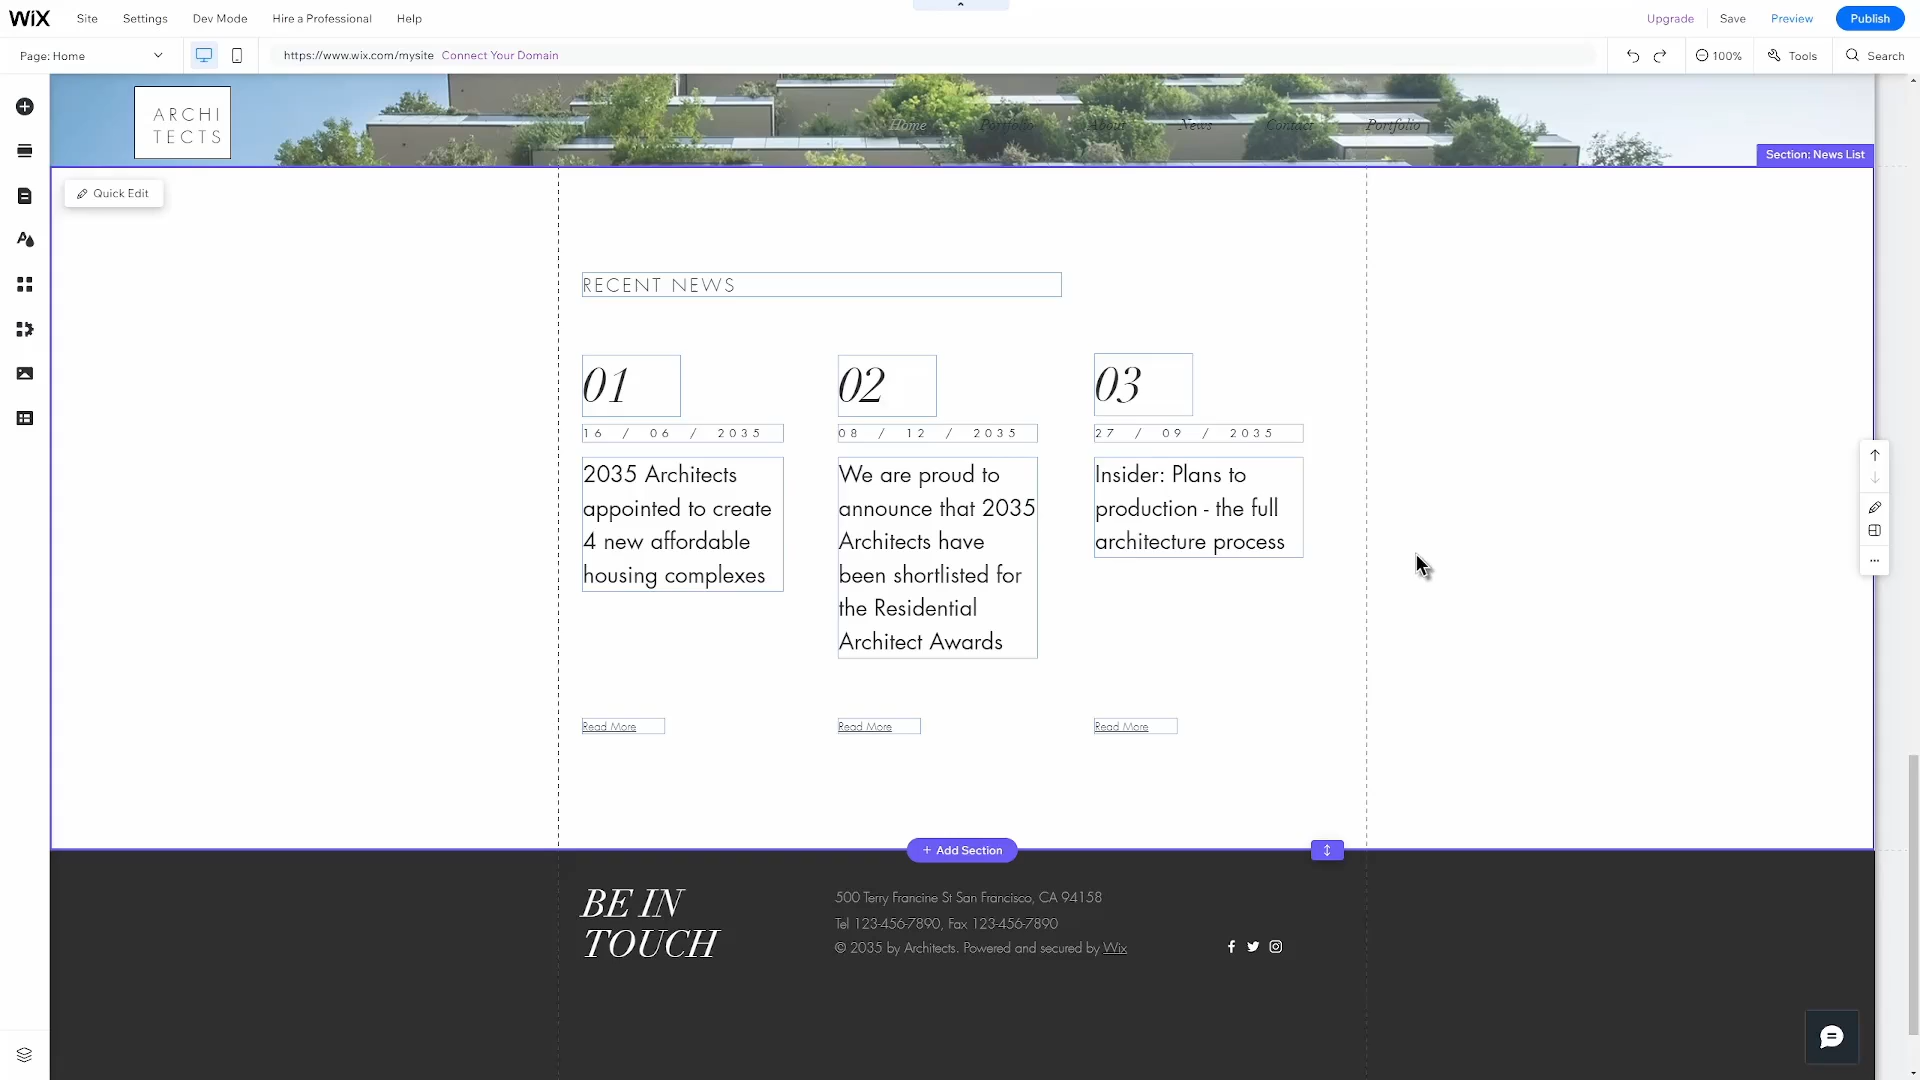 WiX
Site
Settings
Dev Mode
Hire a Professional
Help
Upgrade
Save
Preview
Publish
Page: Home
https://www.wix.com/mysite
Connect Your Domain
100%
Tools
Search
ARCHI
TECTS
Home
Portfolio
About
News
Contact
Portfolio
Section: News List
Quick Edit
RECENT NEWS
01
16 / 06 / 2035
2035 Architects
appointed to create
4 new affordable
housing complexes
Read More
02
08 / 12 / 2035
We are proud to
announce that 2035
Architects have
been shortlisted for
the Residential
Architect Awards
Read More
03
27 / 09 / 2035
Insider: Plans to
production - the full
architecture process
Read More
+ Add Section
BE IN
TOUCH
500 Terry Francine St San Francisco, CA 94158
Tel 123-456-7890, Fax 123-456-7890
© 2035 by Architects. Powered and secured by Wix